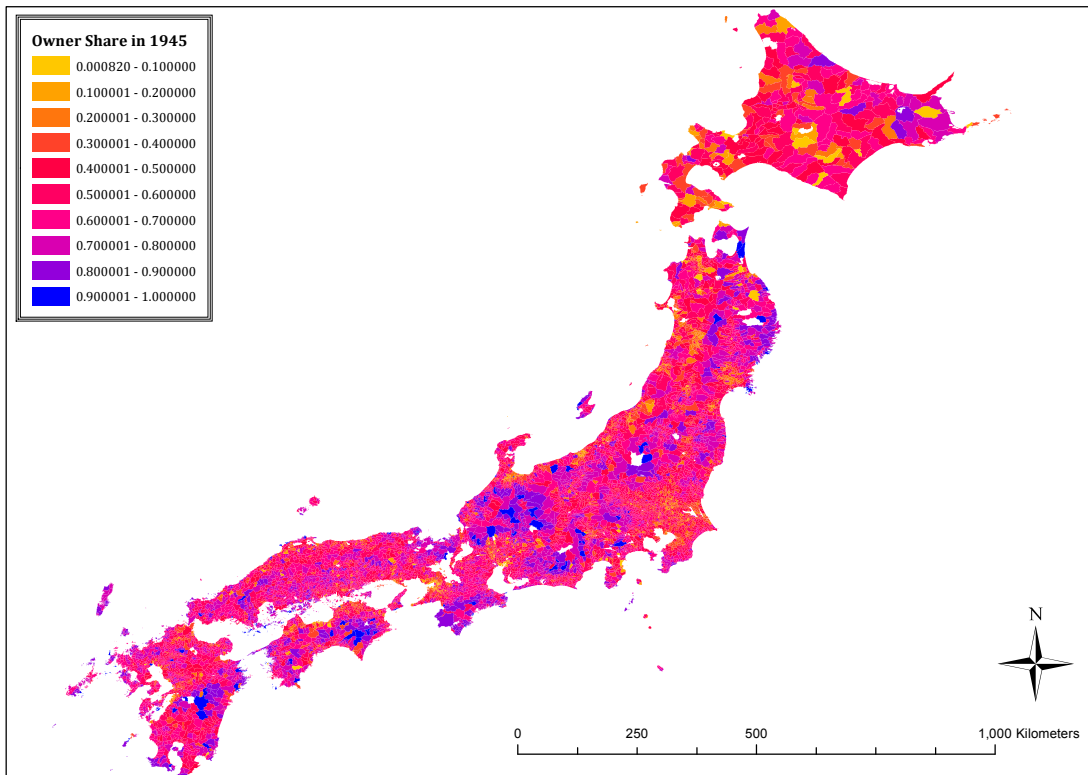 Owner Share in 1945
0.000820 - 0.100000
0.100001 - 0.200000
0.200001 - 0.300000
0.300001 - 0.400000
0.400001 - 0.500000
0.500001 - 0.600000
0.600001 - 0.700000
0.700001 - 0.800000
0.800001 - 0.900000
0.900001 - 1.000000
N
0 250 500 1,000 Kilometers